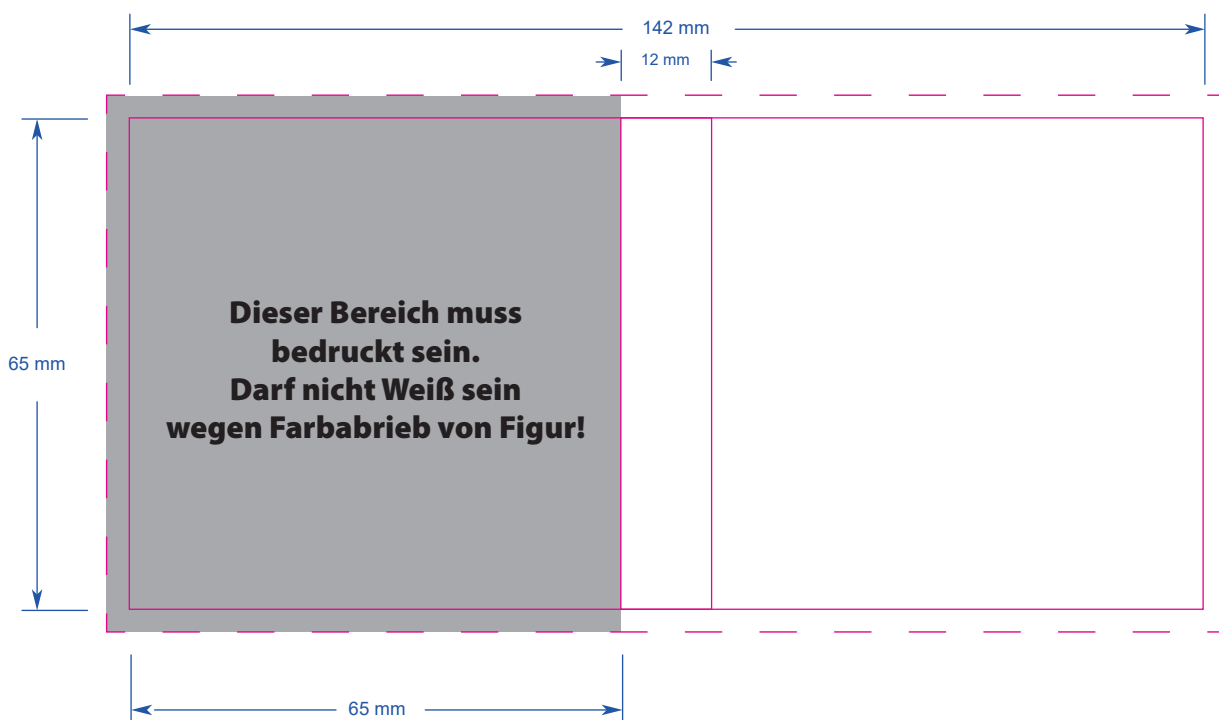 142 mm
12 mm
Dieser Bereich muss
bedruckt sein.
65 mm
Darf nicht Weiß sein
wegen Farbabrieb von Figur!
65 mm